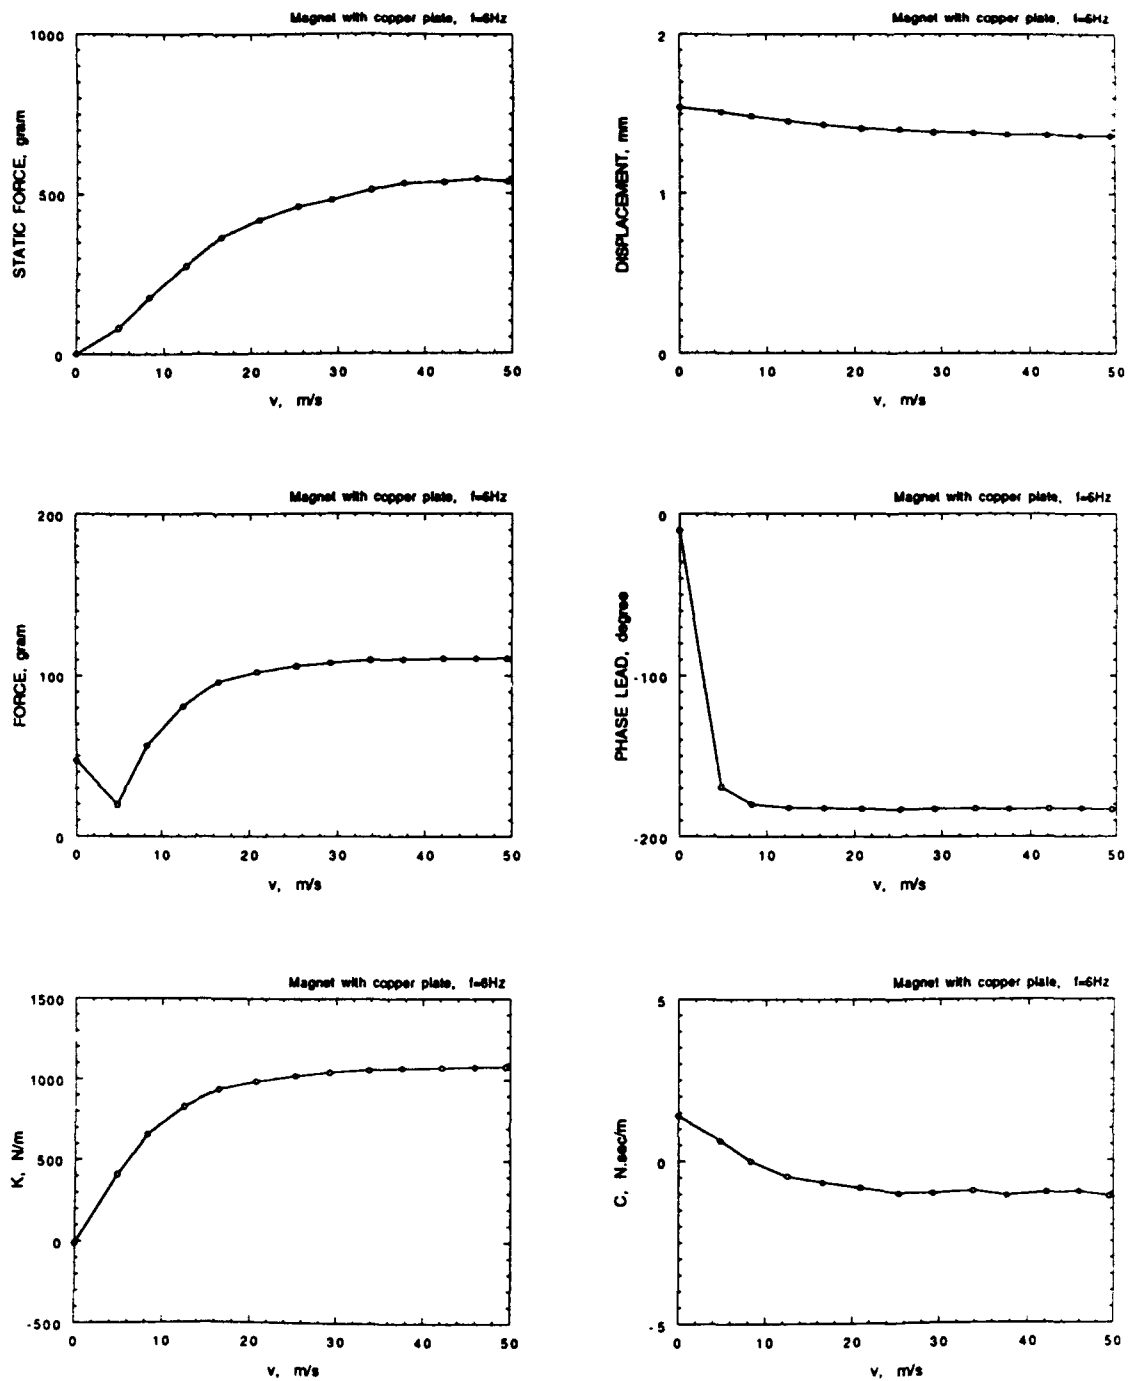 Magnet with copper plate, f=6Hz
1000
500
0
STATIC FORCE, gram
0 10 20 30 40 50
v, m/s
Magnet with copper plate, f=6Hz
2
1
0
DISPLACEMENT, mm
0 10 20 30 40 50
v, m/s
Magnet with copper plate, f=6Hz
200
100
0
FORCE, gram
0 10 20 30 40 50
v, m/s
Magnet with copper plate, f=6Hz
0
-100
-200
PHASE LEAD, degree
0 10 20 30 40 50
v, m/s
Magnet with copper plate, f=6Hz
1500
1000
500
0
-500
K, N/m
0 10 20 30 40 50
v, m/s
Magnet with copper plate, f=6Hz
5
0
-5
C, N.sec/m
0 10 20 30 40 50
v, m/s